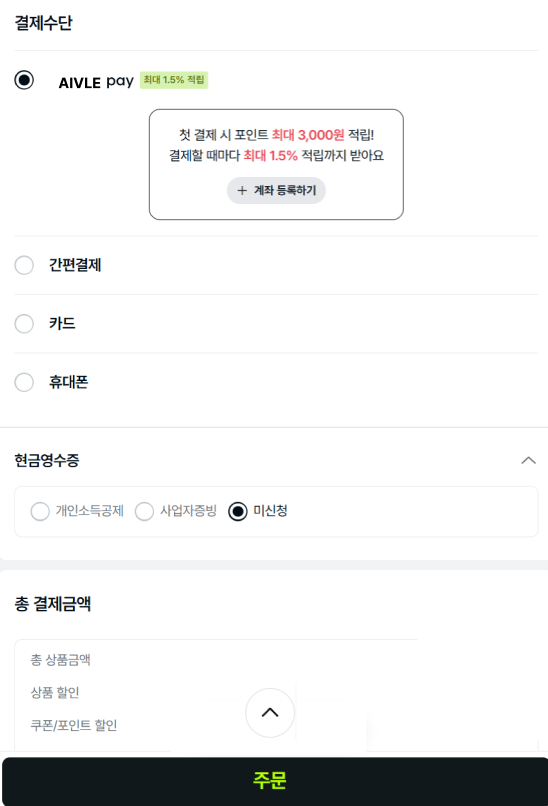 결제수단
AIVLE pay 최대 1.5% 적립
첫 결제 시 포인트 최대 3,000원 적립!
결제할 때마다 최대 1.5% 적립까지 받아요
+ 계좌 등록하기
간편결제
카드
휴대폰
현금영수증
개인소득공제 사업자증빙 미신청
총 결제금액
총 상품금액
상품 할인
쿠폰/포인트 할인
주문